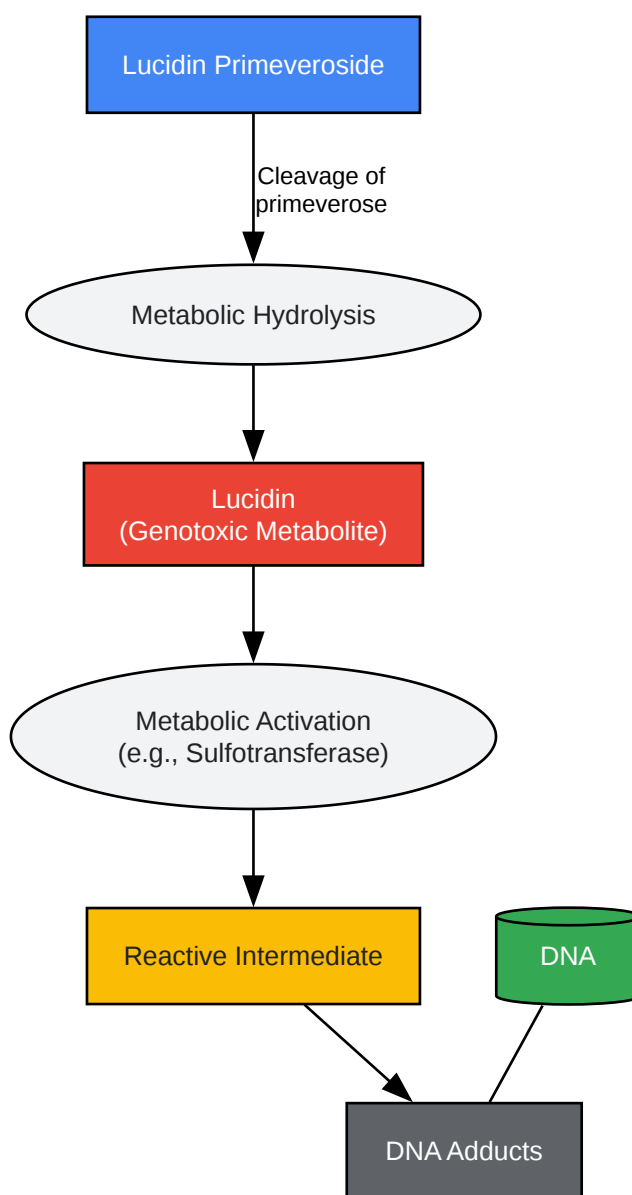 Lucidin Primeveroside
Cleavage of
primeverose
Metabolic Hydrolysis
Lucidin
(Genotoxic Metabolite)
Metabolic Activation
(e.g., Sulfotransferase)
Reactive Intermediate
DNA
DNA Adducts